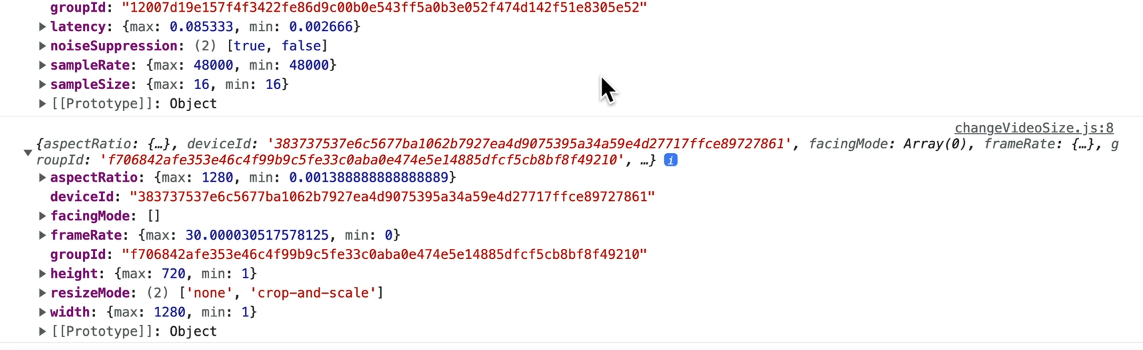 groupId: "12007d19e157f4f3422fe86d9c00b0e543ff5a0b3e052f474d142f51e8305e52"
latency: {max: 0.085333, min: 0.002666}
noiseSuppression: (2) [true, false]
sampleRate: {max: 48000, min: 48000}
sampleSize: {max: 16, min: 16}
[[Prototype]]: Object
changeVideoSize.js:8
{aspectRatio: {…}, deviceId: '383737537e6c5677ba1062b7927ea4d9075395a34a59e4d27717ffce89727861', facingMode: Array(0), frameRate: {…}, g
roupId: 'f706842afe353e46c4f99b9c5fe33c0aba0e474e5e14885dfcf5cb8bf8f49210', …} i
aspectRatio: {max: 1280, min: 0.001388888888888889}
deviceId: "383737537e6c5677ba1062b7927ea4d9075395a34a59e4d27717ffce89727861"
facingMode: []
frameRate: {max: 30.000030517578125, min: 0}
groupId: "f706842afe353e46c4f99b9c5fe33c0aba0e474e5e14885dfcf5cb8bf8f49210"
height: {max: 720, min: 1}
resizeMode: (2) ['none', 'crop-and-scale']
width: {max: 1280, min: 1}
[[Prototype]]: Object